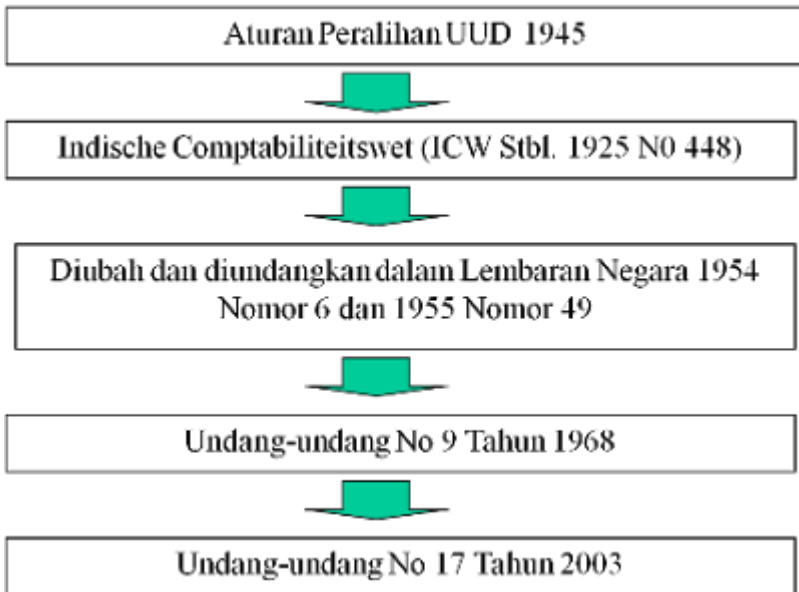 Aturan Peralihan UUD 1945
Indische Comptabiliteitswet (ICW Stbl. 1925 N0 448)
Diubah dan diundangkan dalam Lembaran Negara 1954
Nomor 6 dan 1955 Nomor 49
Undang-undang No 9 Tahun 1968
Undang-undang No 17 Tahun 2003